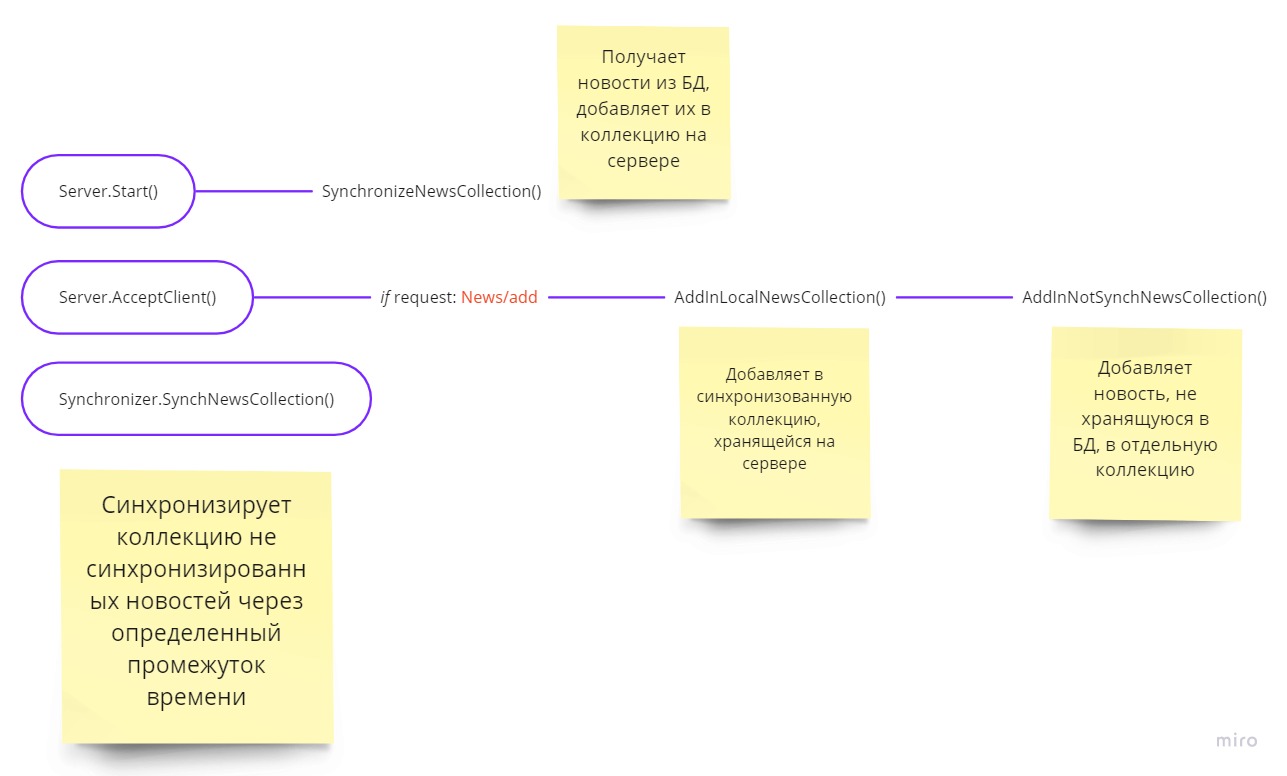 Получает
новости из БД,
добавляет их в
коллекцию на
сервере
Server.Start()
SynchronizeNewsCollection()
Server.AcceptClient()
if request: News/add
AddInLocalNewsCollection()
AddInNotSynchNewsCollection()
Добавляет в
синхронизованную
коллекцию,
хранящейся на
сервере
Добавляет
новость, не
хранящуюся в
БД, в отдельную
коллекцию
Synchronizer.SynchNewsCollection()
Синхронизирует
коллекцию не
синхронизированн
ых новостей через
определенный
промежуток
времени
miro